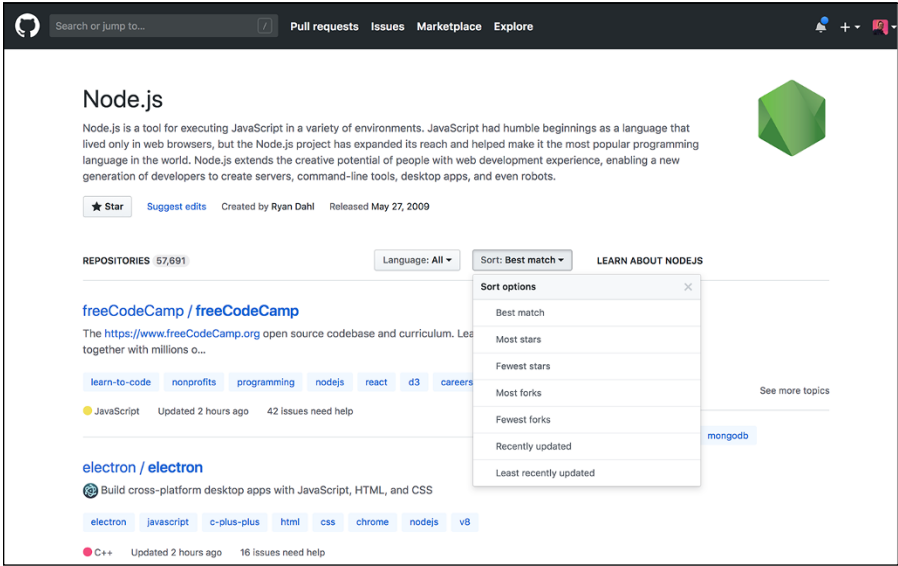 Search or jump to...
/
Pull requests Issues Marketplace Explore
Node.js
Node.js is a tool for executing JavaScript in a variety of environments. JavaScript had humble beginnings as a language that
lived only in web browsers, but the Node.js project has expanded its reach and helped make it the most popular programming
language in the world. Node.js extends the creative potential of people with web development experience, enabling a new
generation of developers to create servers, command-line tools, desktop apps, and even robots.
Star Suggest edits Created by Ryan Dahl Released May 27, 2009
REPOSITORIES 57,691 Language: All Sort: Best match LEARN ABOUT NODEJS
Sort options
Best match
Most stars
Fewest stars
Most forks
Fewest forks
Recently updated
Least recently updated
freeCodeCamp / freeCodeCamp
The https://www.freeCodeCamp.org open source codebase and curriculum. Lea
together with millions o...
learn-to-code nonprofits programming nodejs react d3 careers
JavaScript Updated 2 hours ago 42 issues need help
See more topics
mongodb
electron / electron
Build cross-platform desktop apps with JavaScript, HTML, and CSS
electron javascript c-plus-plus html css chrome nodejs v8
C++ Updated 2 hours ago 16 issues need help